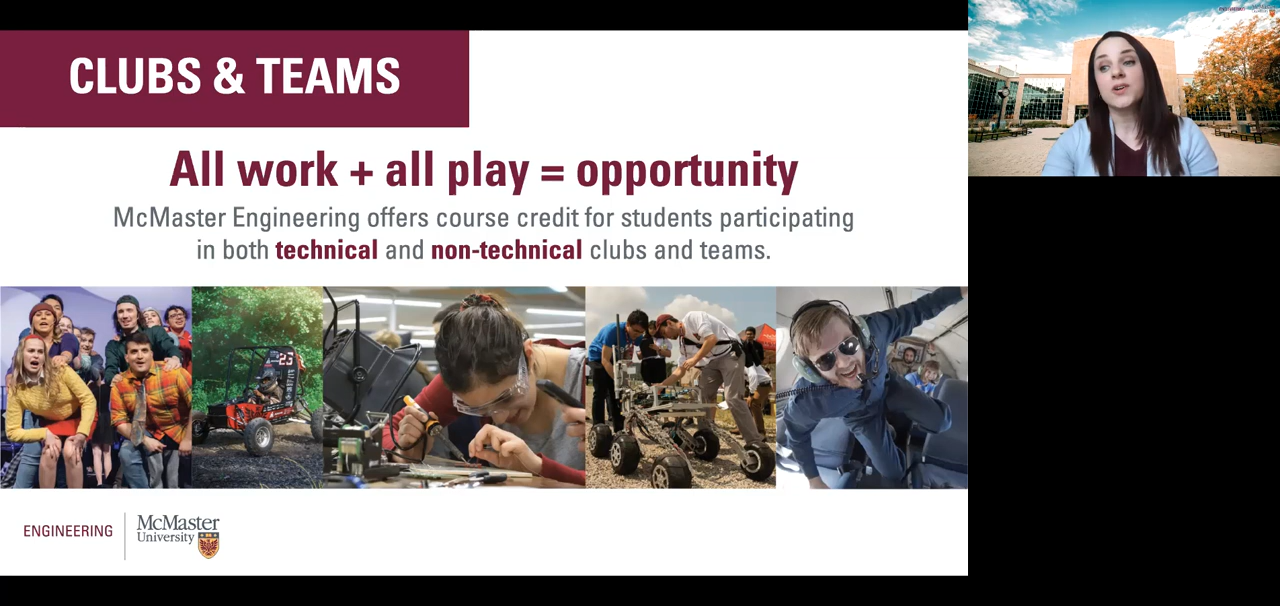 CLUBS & TEAMS
All work + all play = opportunity
McMaster Engineering offers course credit for students participating
in both technical and non-technical clubs and teams.
23
ENGINEERING
McMaster
University